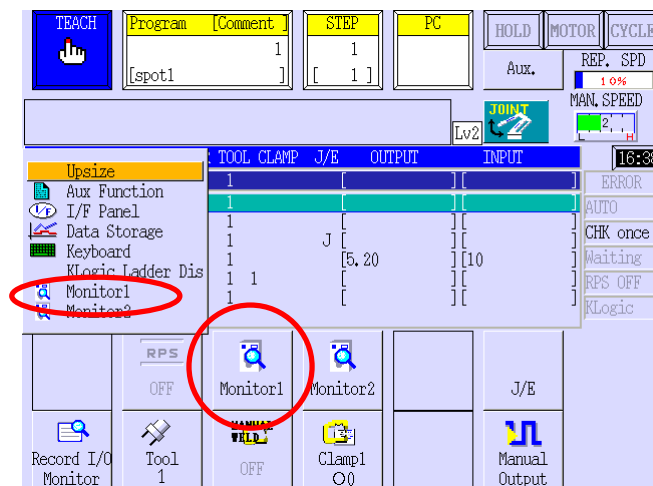 TEACH
Program [Comment ]
1
[spot1 ]
STEP
1
[ 1 ]
PC
HOLD
MOTOR
CYCLE
Aux.
REP. SPD
10%
MAN. SPEED
2
L H
Lv2
JOINT
TOOL CLAMP J/E OUTPUT INPUT
16:38
1 [ ][ ]
1 [ ][ ]
1 [ ][ ]
1 J [ ][ ]
1 [5.20 ][10 ]
1 1 [ ][ ]
1 [ ][ ]
Upsize
Aux Function
I/F Panel
Data Storage
Keyboard
KLogic Ladder Dis
Monitor1
Monitor2
ERROR
AUTO
CHK once
Waiting
RPS OFF
KLogic
RPS
OFF
Monitor1
Monitor2
J/E
Record I/O
Monitor
Tool
1
MANUAL
WELD
OFF
Clamp1
O()
Manual
Output